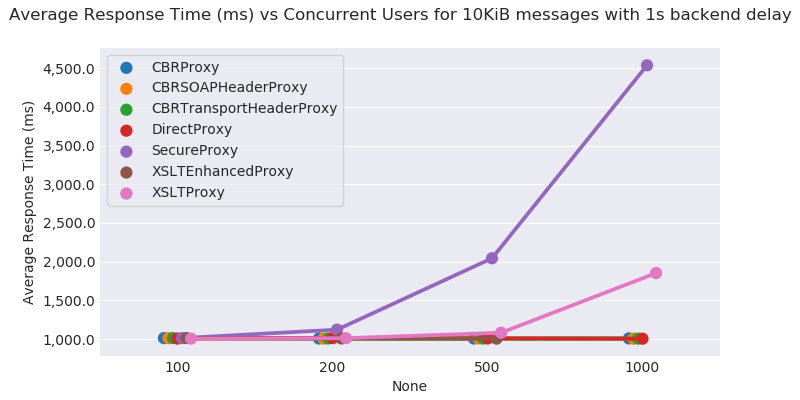 Average Response Time (ms) vs Concurrent Users for 10KiB messages with 1s backend delay
CBRProxy
CBRSOAPHeaderProxy
CBRTransportHeaderProxy
DirectProxy
SecureProxy
XSLTEnhancedProxy
XSLTProxy
Average Response Time (ms)
4,500.0
4,000.0
3,500.0
3,000.0
2,500.0
2,000.0
1,500.0
1,000.0
100
200
500
1000
None